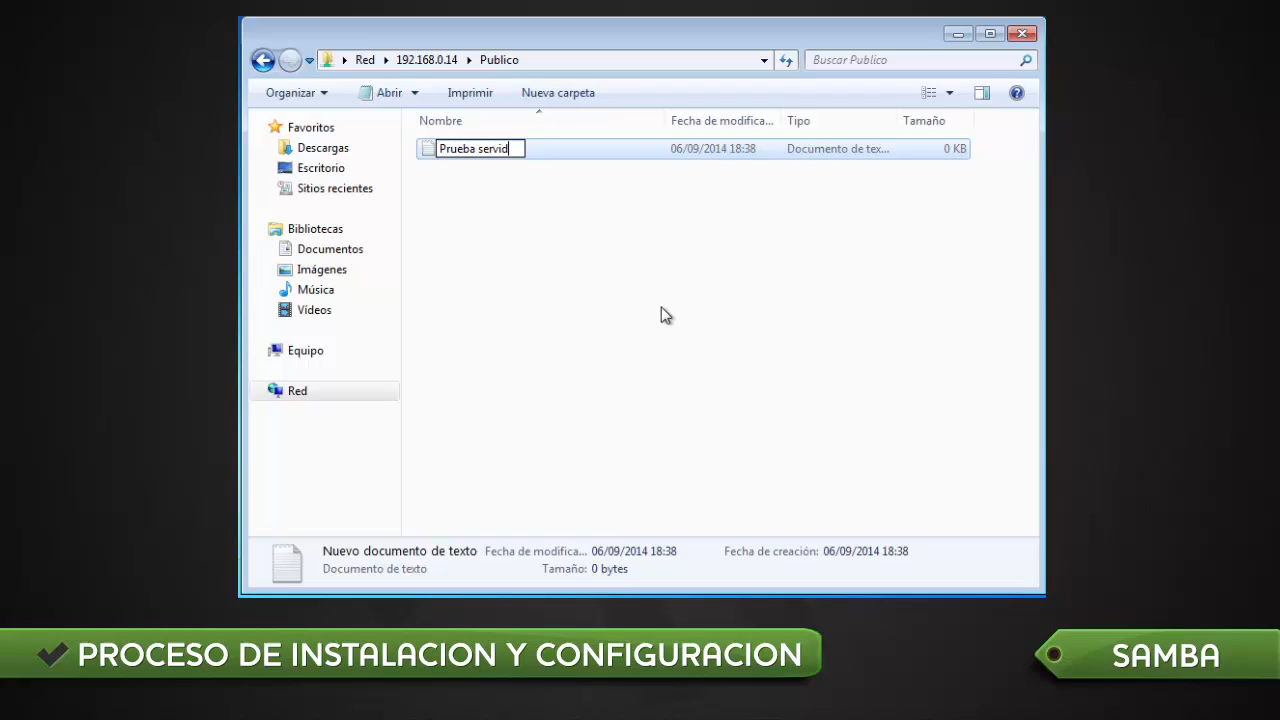 Red 192.168.0.14 Publico
Buscar Publico
Organizar Abrir Imprimir Nueva carpeta
Nombre Fecha de modifica... Tipo Tamaño
Prueba servid 06/09/2014 18:38 Documento de tex... 0 KB
Favoritos
Descargas
Escritorio
Sitios recientes
Bibliotecas
Documentos
Imágenes
Música
Vídeos
Equipo
Red
Nuevo documento de texto Fecha de modifica... 06/09/2014 18:38 Fecha de creación: 06/09/2014 18:38
Documento de texto Tamaño: 0 bytes
PROCESO DE INSTALACION Y CONFIGURACION
SAMBA